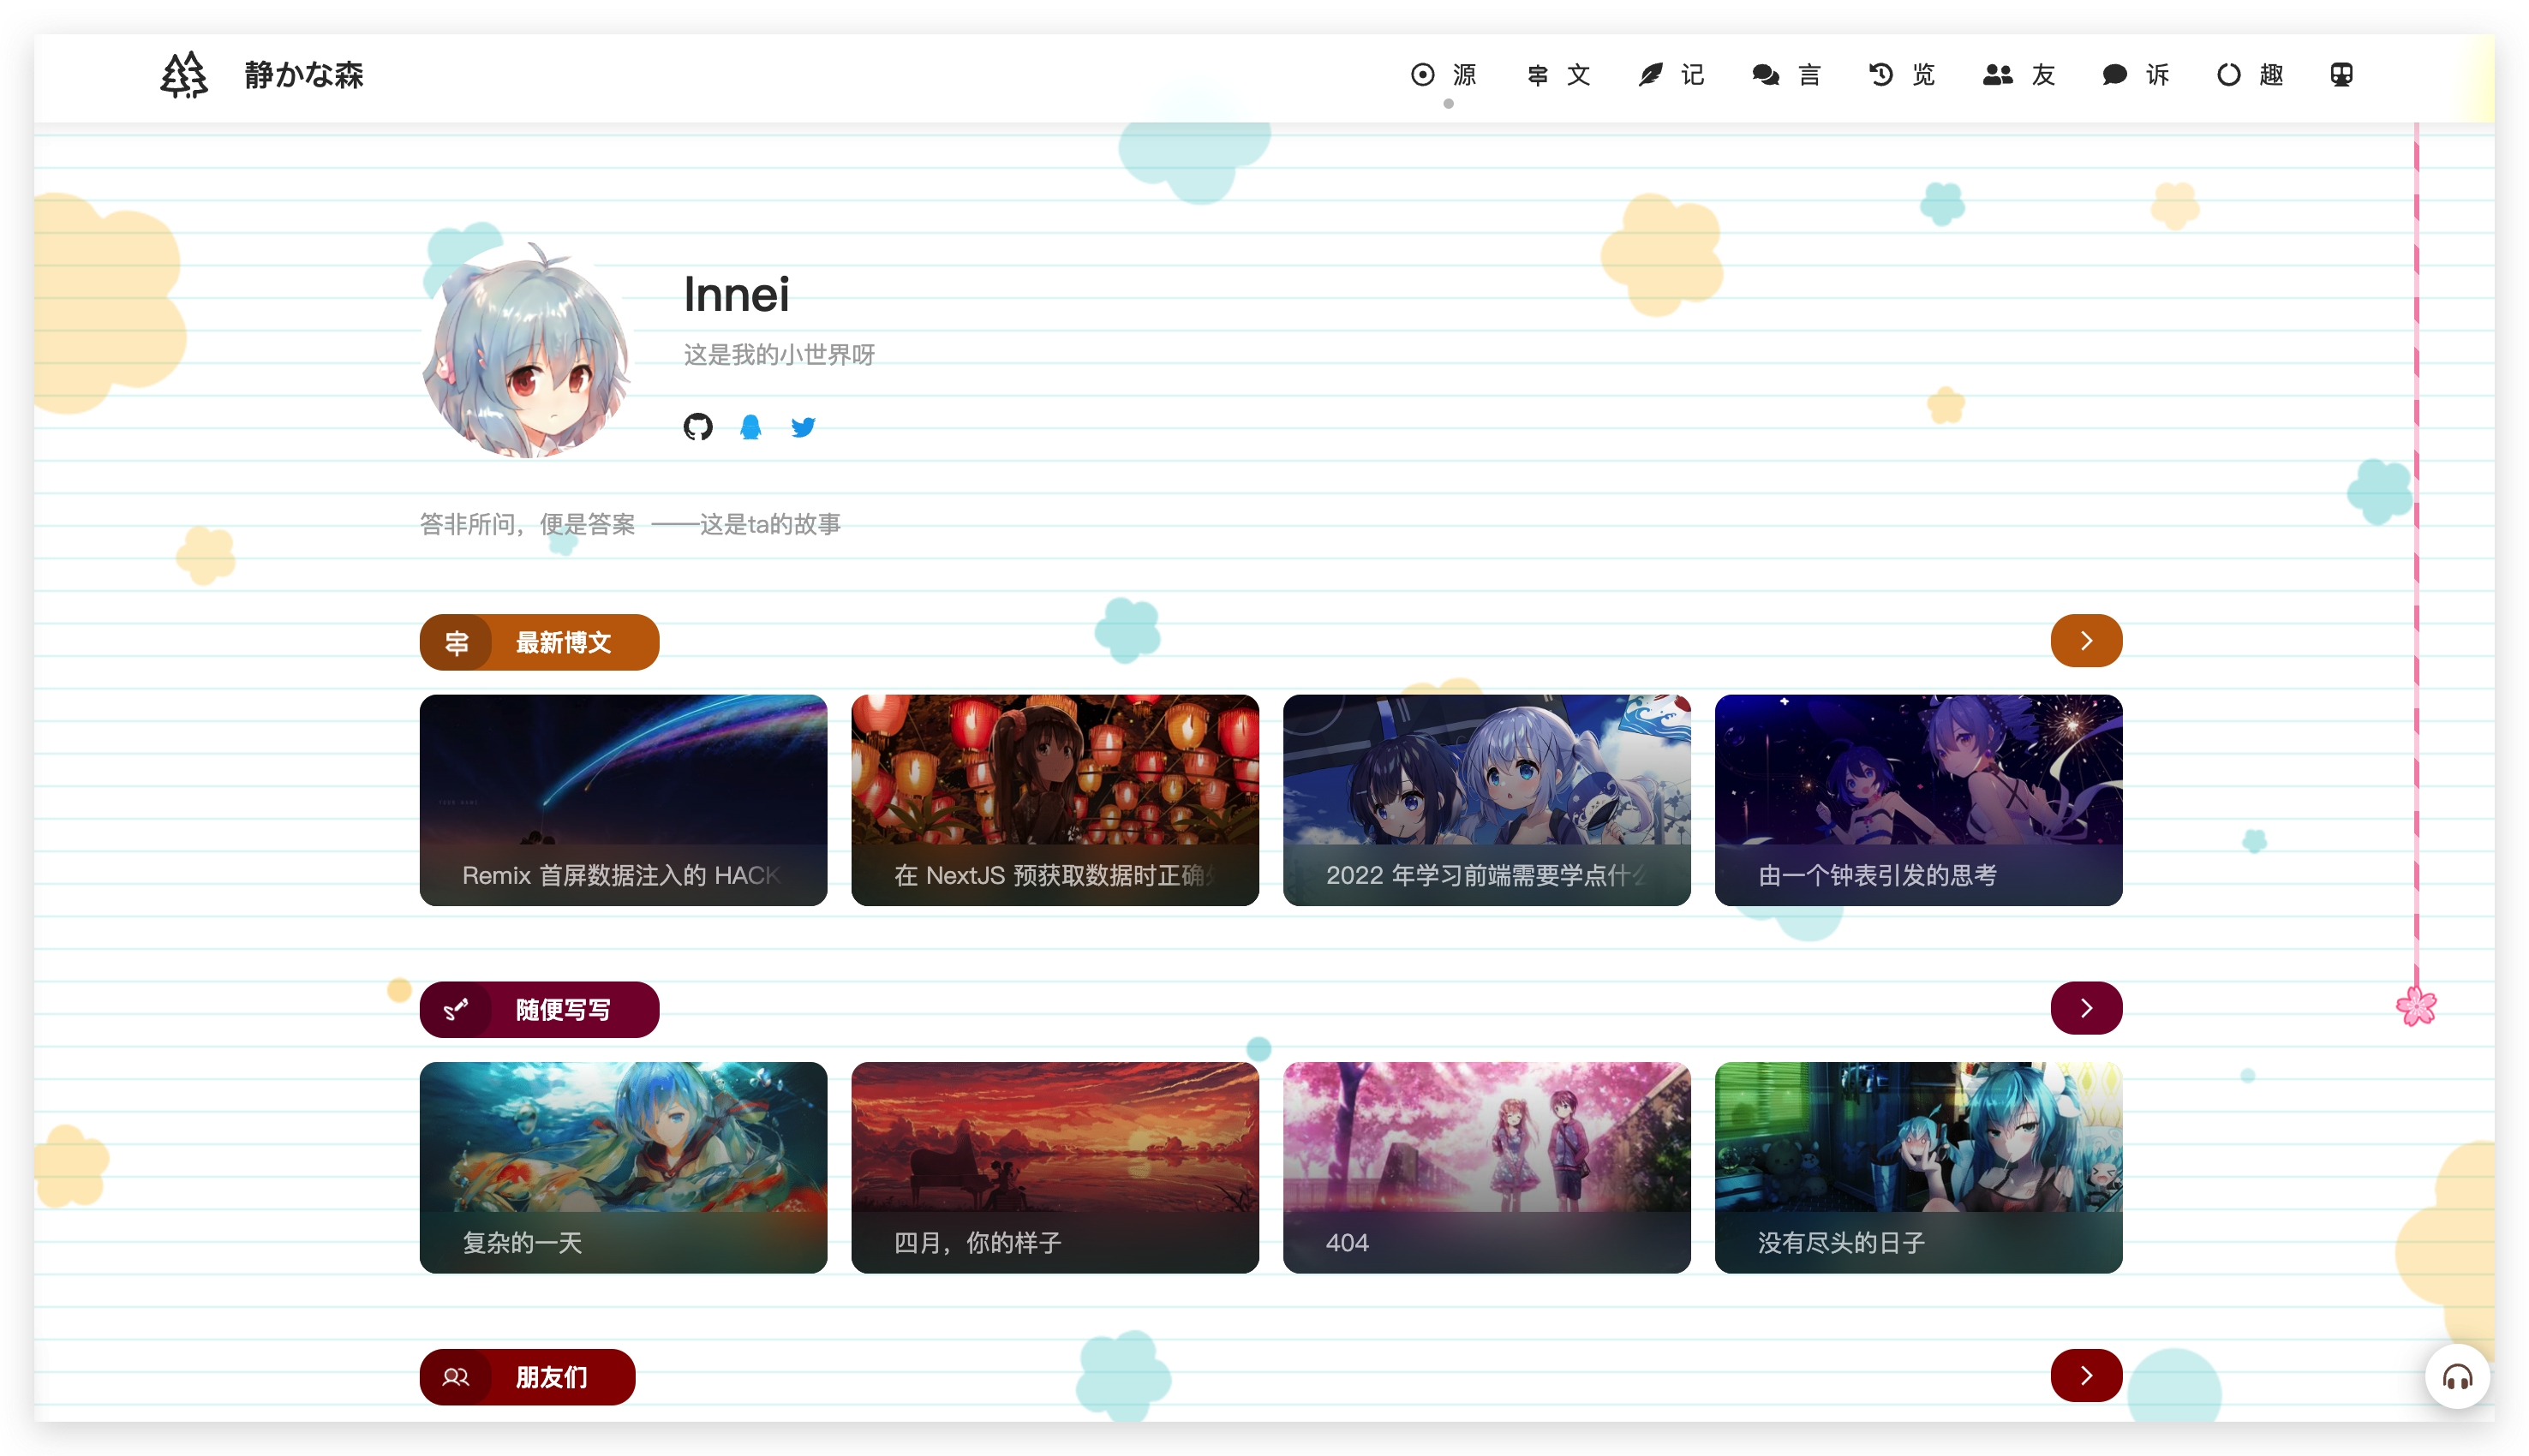 静かな森
源 文 记 言 览 友 诉 趣
Innei
这是我的小世界呀
答非所问，便是答案 ——这是ta的故事
最新博文
Remix 首屏数据注入的 HACK
在 NextJS 预获取数据时正确
2022 年学习前端需要学点什么
由一个钟表引发的思考
随便写写
复杂的一天
四月，你的样子
404
没有尽头的日子
朋友们